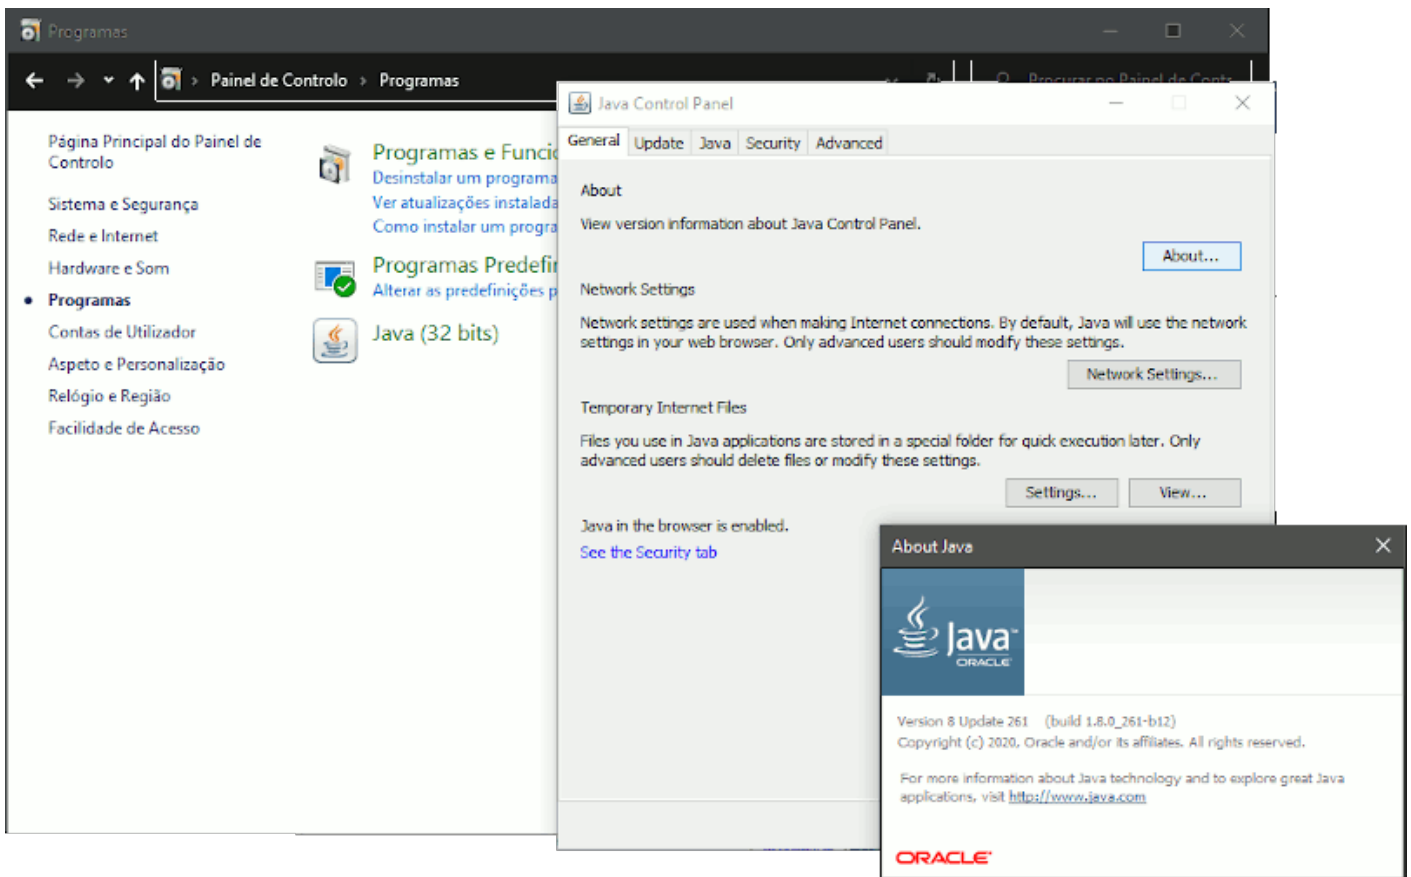 Programas
Painel de Controlo > Programas
Procurar no Painel de Conts
Página Principal do Painel de
Controlo
Sistema e Segurança
Rede e Internet
Hardware e Som
Programas
Contas de Utilizador
Aspeto e Personalização
Relógio e Região
Facilidade de Acesso
Programas e Funcio
Desinstalar um programa
Ver atualizações instalada
Como instalar um progra
Programas Predefin
Alterar as predefinições p
Java (32 bits)
Java Control Panel
General Update Java Security Advanced
About
View version information about Java Control Panel.
About...
Network Settings
Network settings are used when making Internet connections. By default, Java will use the network
settings in your web browser. Only advanced users should modify these settings.
Network Settings...
Temporary Internet Files
Files you use in Java applications are stored in a special folder for quick execution later. Only
advanced users should delete files or modify these settings.
Settings... View...
Java in the browser is enabled.
See the Security tab
About Java
Java™
ORACLE
Version 8 Update 261 (build 1.8.0_261-b12)
Copyright (c) 2020, Oracle and/or its affiliates. All rights reserved.
For more information about Java technology and to explore great Java
applications, visit http://www.java.com
ORACLE